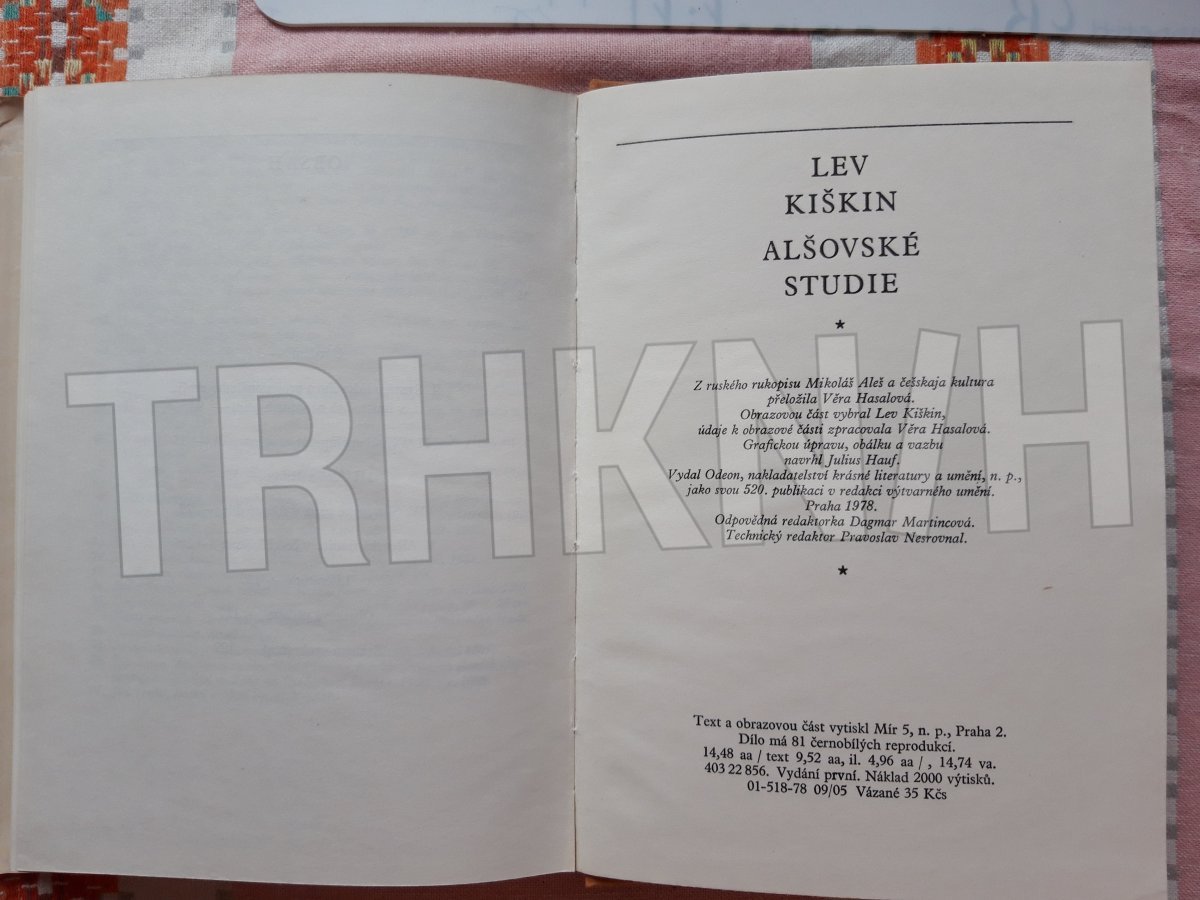 LEV
KIŠKIN
ALŠOVSKÉ
STUDIE
★
Z ruského rukopisu Mikoláš Aleš a češskaja kultura
přeložila Věra Hasalová.
Obrazovou část vybral Lev Kiškin,
údaje k obrazové části zpracovala Věra Hasalová.
Grafickou úpravu, obálku a vazbu
navrhl Julius Hauf.
Vydal Odeon, nakladatelství krásné literatury a umění, n. p.,
jako svou 520. publikaci v redakci výtvarného umění.
Praha 1978.
Odpovědná redaktorka Dagmar Martincová.
Technický redaktor Pravoslav Nesrovnal.
★
Text a obrazovou část vytiskl Mír 5, n. p., Praha 2.
Dílo má 81 černobílých reprodukcí.
14,48 aa / text 9,52 aa, il. 4,96 aa / , 14,74 va.
403 22 856. Vydání první. Náklad 2000 výtisků.
01-518-78 09/05 Vázané 35 Kčs
TRHKNIH